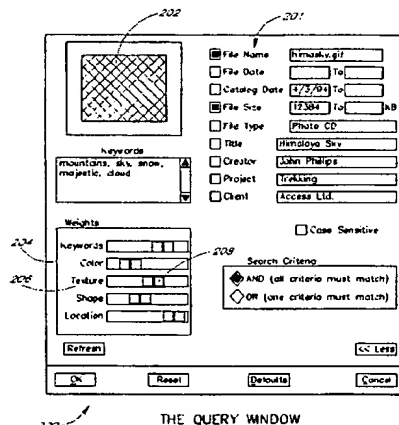 202
201
File Name himasky.gif
File Date To
Catalog Date 4/3/94 To
File Size 12384 To KB
File Type Photo CD
Title Himalaya Sky
Creator John Phillips
Project Trekking
Client Access Ltd.
Keywords
mountains, sky, snow,
majestic, cloud
Weights
Case Sensitive
204
208
Keywords
Color
206
Texture
Shape
Location
Search Criteria
AND (all criteria must match)
OR (one criteria must match)
Refresh
<< Less
OK
Reset
Defaults
Cancel
THE QUERY WINDOW